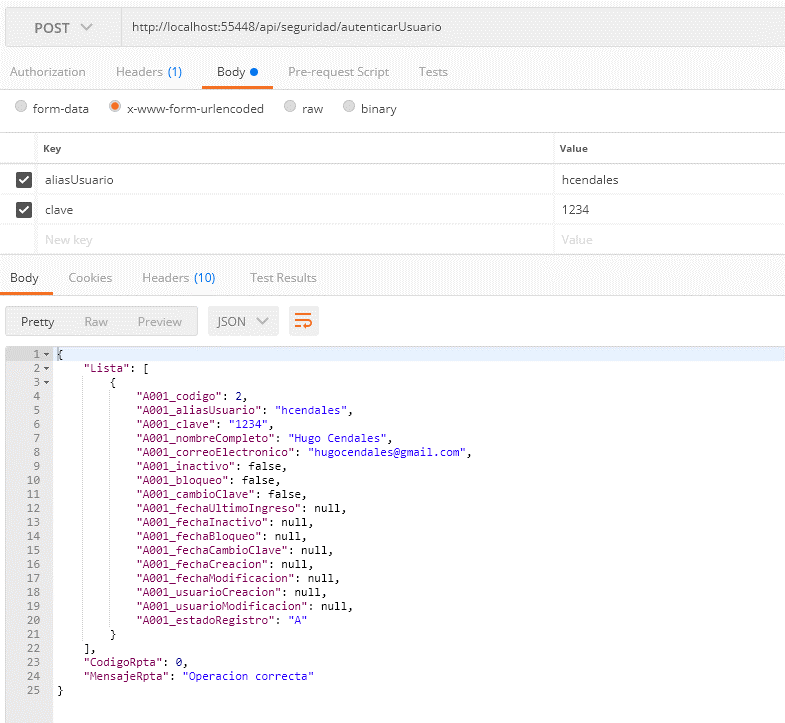 POST http://localhost:55448/api/seguridad/autenticarUsuario
Authorization Headers (1) Body Pre-request Script Tests
form-data x-www-form-urlencoded raw binary
Key Value
aliasUsuario hcendales
clave 1234
New key Value
Body Cookies Headers (10) Test Results
Pretty Raw Preview JSON
1 {
2 "Lista": [
3 {
4 "A001_codigo": 2,
5 "A001_aliasUsuario": "hcendales",
6 "A001_clave": "1234",
7 "A001_nombreCompleto": "Hugo Cendales",
8 "A001_correoElectronico": "hugocendales@gmail.com",
9 "A001_inactivo": false,
10 "A001_bloqueo": false,
11 "A001_cambioClave": false,
12 "A001_fechaUltimoIngreso": null,
13 "A001_fechaInactivo": null,
14 "A001_fechaBloqueo": null,
15 "A001_fechaCambioClave": null,
16 "A001_fechaCreacion": null,
17 "A001_fechaModificacion": null,
18 "A001_usuarioCreacion": null,
19 "A001_usuarioModificacion": null,
20 "A001_estadoRegistro": "A"
21 }
22 ],
23 "CodigoRpta": 0,
24 "MensajeRpta": "Operacion correcta"
25 }